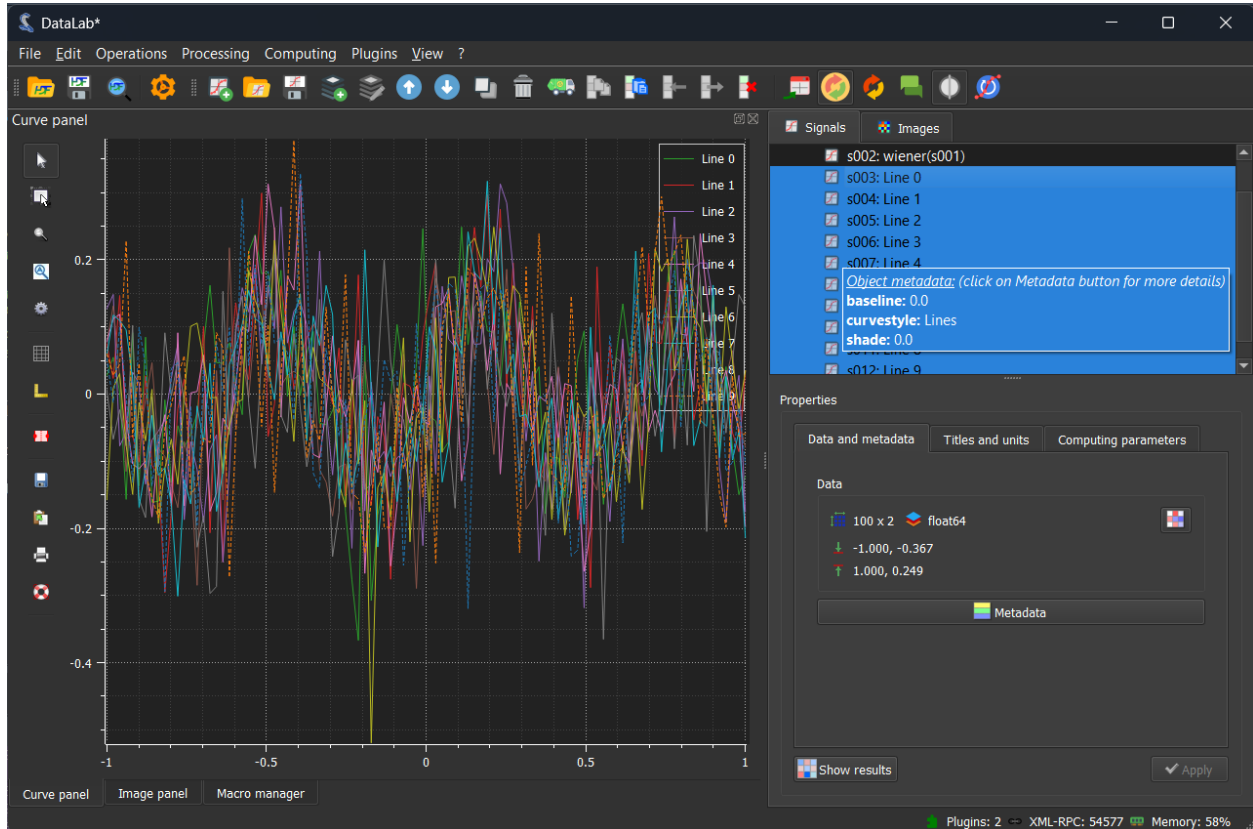 DataLab*
File Edit Operations Processing Computing Plugins View ?
Curve panel
Line 0
Line 1
Line 2
Line 3
Line 4
Line 5
Line 6
Line 7
Line 8
Line 9
0.2
0
-0.2
-0.4
-1 -0.5 0 0.5 1
Curve panel Image panel Macro manager
Signals Images
s002: wiener(s001)
s003: Line 0
s004: Line 1
s005: Line 2
s006: Line 3
s007: Line 4
Object metadata: (click on Metadata button for more details)
baseline: 0.0
curvestyle: Lines
shade: 0.0
s012: Line 9
Properties
Data and metadata Titles and units Computing parameters
Data
100 x 2 float64
-1.000, -0.367
1.000, 0.249
Metadata
Show results Apply
Plugins: 2 XML-RPC: 54577 Memory: 58%